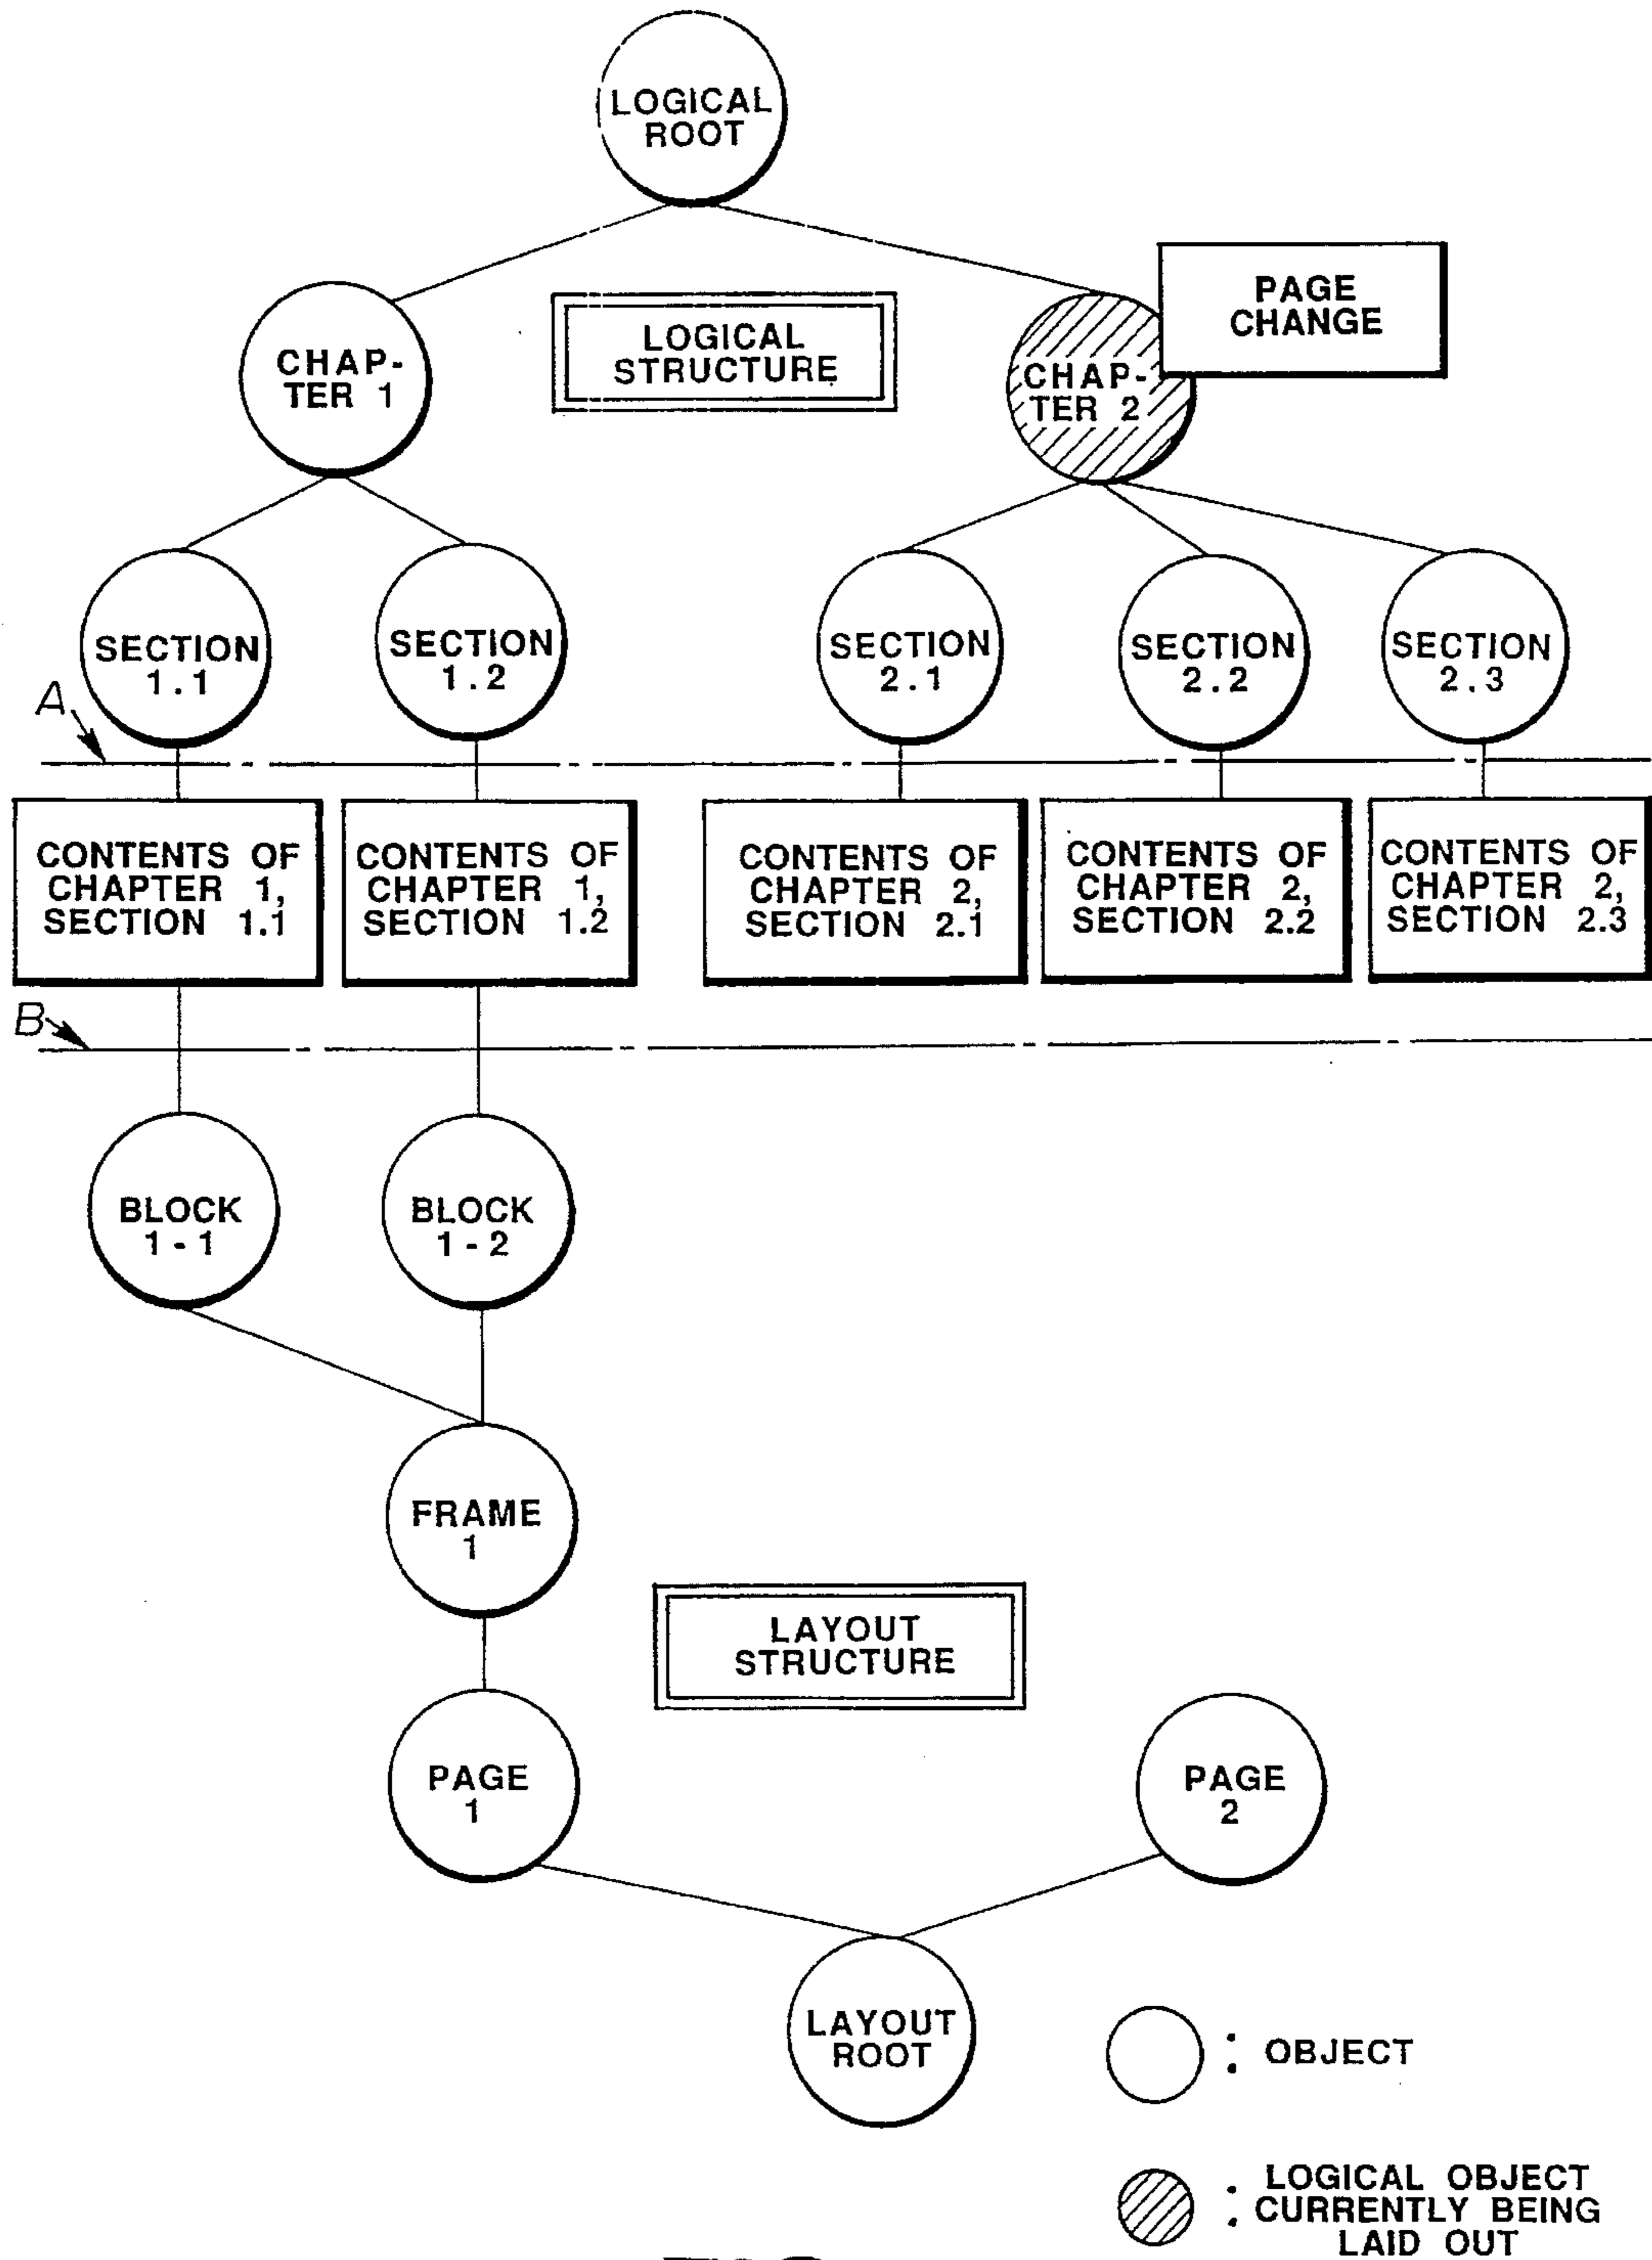 LOGICAL
ROOT
PAGE
CHANGE
LOGICAL
STRUCTURE
CHAP-
TER 1
CHAP-
TER 2
SECTION
1.1
SECTION
1.2
SECTION
2.1
SECTION
2.2
SECTION
2.3
A
CONTENTS OF
CHAPTER 1,
SECTION 1.1
CONTENTS OF
CHAPTER 1,
SECTION 1.2
CONTENTS OF
CHAPTER 2,
SECTION 2.1
CONTENTS OF
CHAPTER 2,
SECTION 2.2
CONTENTS OF
CHAPTER 2,
SECTION 2.3
B
BLOCK
1-1
BLOCK
1-2
FRAME
1
LAYOUT
STRUCTURE
PAGE
1
PAGE
2
LAYOUT
ROOT
: OBJECT
: LOGICAL OBJECT
CURRENTLY BEING
LAID OUT